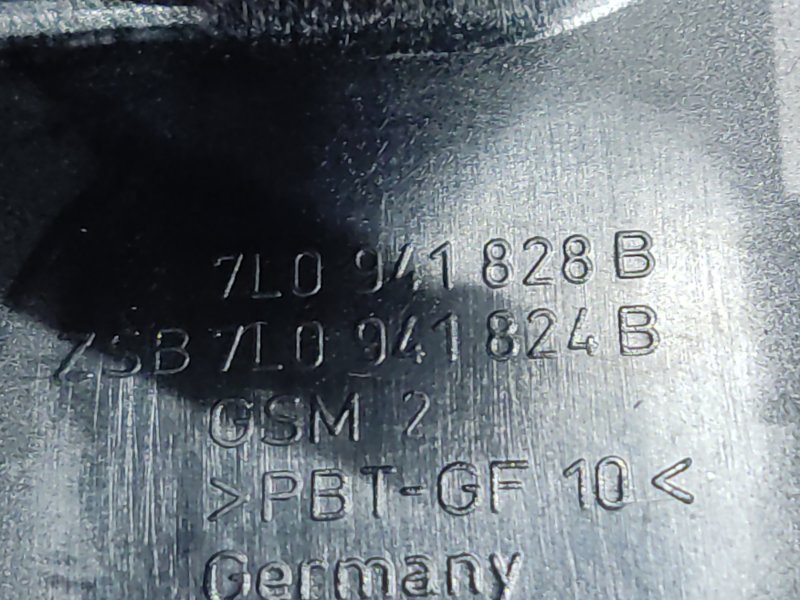 7L0 941 828 B
ZSB 7L0 941 824 B
GSM 2
>PBT-GF 10<
Germany